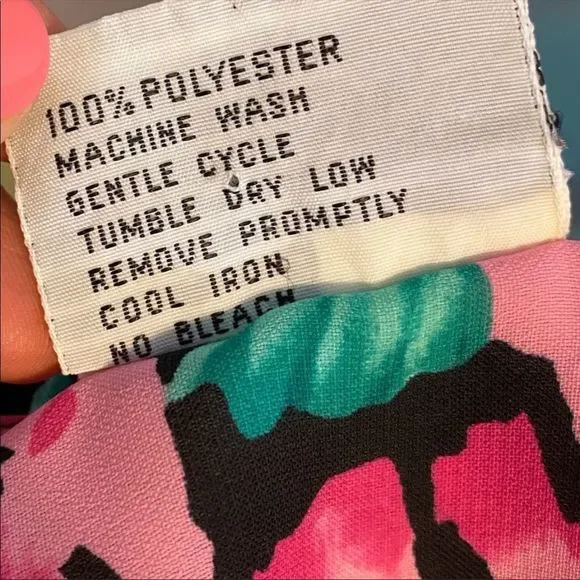 100% POLYESTER
MACHINE WASH
GENTLE CYCLE
TUMBLE DRY LOW
REMOVE PROMPTLY
COOL IRON
NO BLEACH